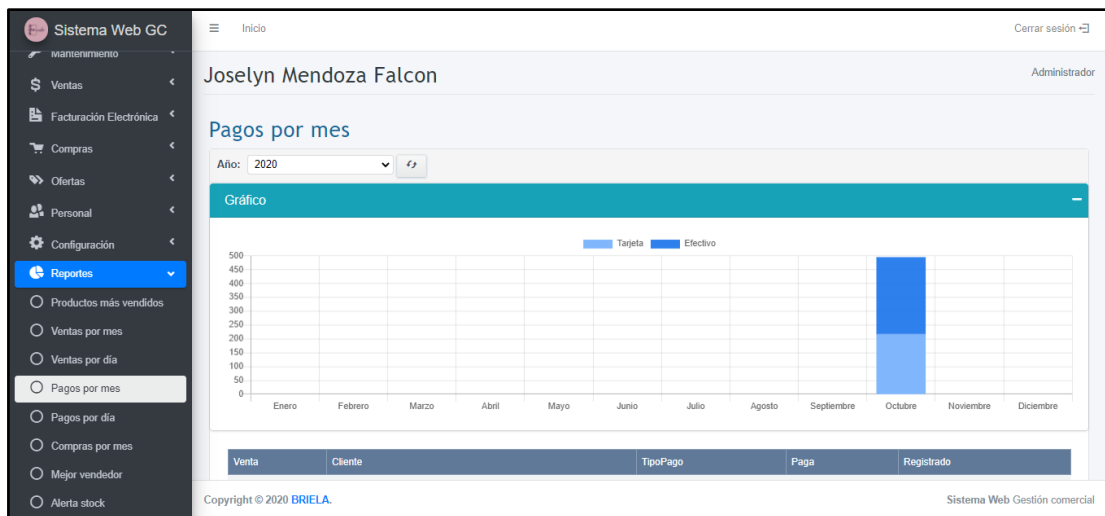 Sistema Web GC
Inicio
Cerrar sesión
Mantenimiento
Ventas
Facturación Electrónica
Compras
Ofertas
Personal
Configuración
Reportes
Productos más vendidos
Ventas por mes
Ventas por día
Pagos por mes
Pagos por día
Compras por mes
Mejor vendedor
Alerta stock
Joselyn Mendoza Falcon
Administrador
Pagos por mes
Año: 2020
Gráfico
Tarjeta Efectivo
500
450
400
350
300
250
200
150
100
50
0
Enero Febrero Marzo Abril Mayo Junio Julio Agosto Septiembre Octubre Noviembre Diciembre
Venta Cliente TipoPago Paga Registrado
Copyright © 2020 BRIELA. Sistema Web Gestión comercial